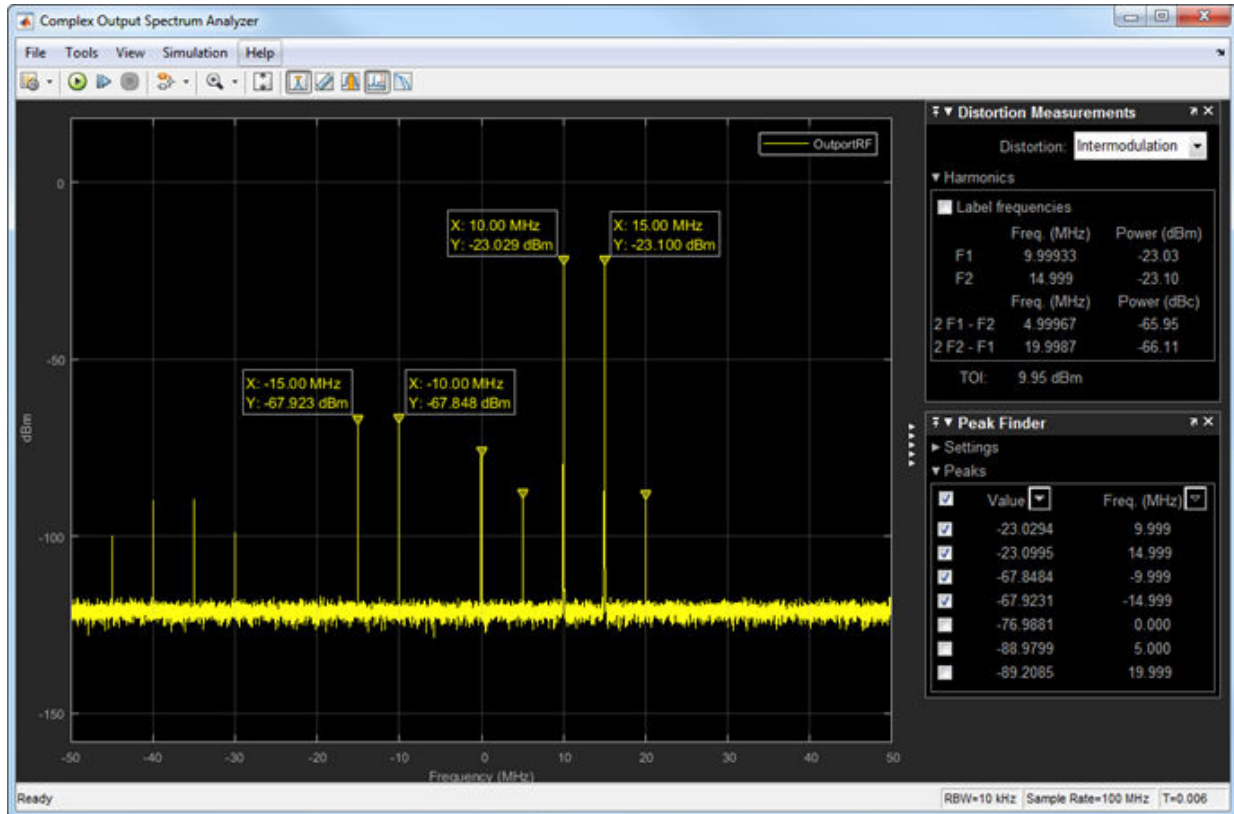 Complex Output Spectrum Analyzer
File Tools View Simulation Help
OutportRF
X: 10.00 MHz
Y: -23.029 dBm
X: 15.00 MHz
Y: -23.100 dBm
X: -15.00 MHz
Y: -67.923 dBm
X: -10.00 MHz
Y: -67.848 dBm
0
-50
-100
-150
dBm
-50 -40 -30 -20 -10 0 10 20 30 40 50
Frequency (MHz)
Distortion Measurements
Distortion: Intermodulation
Harmonics
Label frequencies
Freq. (MHz) Power (dBm)
F1 9.99933 -23.03
F2 14.999 -23.10
Freq. (MHz) Power (dBc)
2 F1 - F2 4.99967 -65.95
2 F2 - F1 19.9987 -66.11
TOI: 9.95 dBm
Peak Finder
Settings
Peaks
Value Freq. (MHz)
-23.0294 9.999
-23.0995 14.999
-67.8484 -9.999
-67.9231 -14.999
-76.9881 0.000
-88.9799 5.000
-89.2085 19.999
Ready
RBW=10 kHz Sample Rate=100 MHz T=0.006